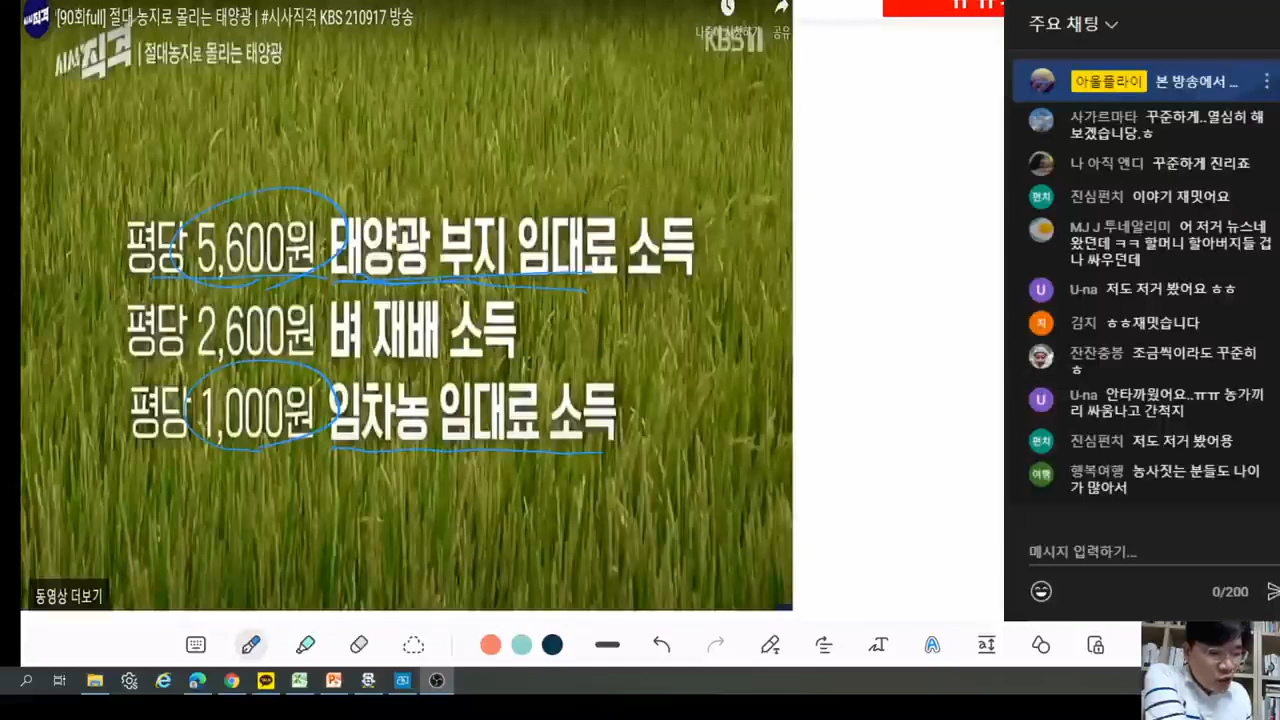 '[90회full] 절대 농지로 몰리는 태양광 | #시사직격 KBS 210917 방송
공유
시사직격 | 절대농지로 몰리는 태양광
KBS 1
평당 5,600원 태양광 부지 임대료 소득
평당 2,600원 벼 재배 소득
평당 1,000원 임차농 임대료 소득
동영상 더보기
주요 채팅
아울플라이 본 방송에서 ...
사가르마타 꾸준하게..열심히 해
보겠습니당.ㅎ
나 아직 앤디 꾸준하게 진리죠
펀치 진심펀치 이야기 재밋어요
MJ J 투네알리미 어 저거 뉴스네
왔던데 ㅋㅋ 할머니 할아버지들 겁
나 싸우던데
U U-na 저도 저거 봤어요 ㅎㅎ
지 김지 ㅎㅎ재밋습니다
잔잔중봉 조금씩이라도 꾸준히
ㅎ
U U-na 안타까웠어요..ㅠㅠ 농가끼
리 싸움나고 간척지
펀치 진심펀치 저도 저거 봤어용
여행 행복여행 농사짓는 분들도 나이
가 많아서
메시지 입력하기...
0/200